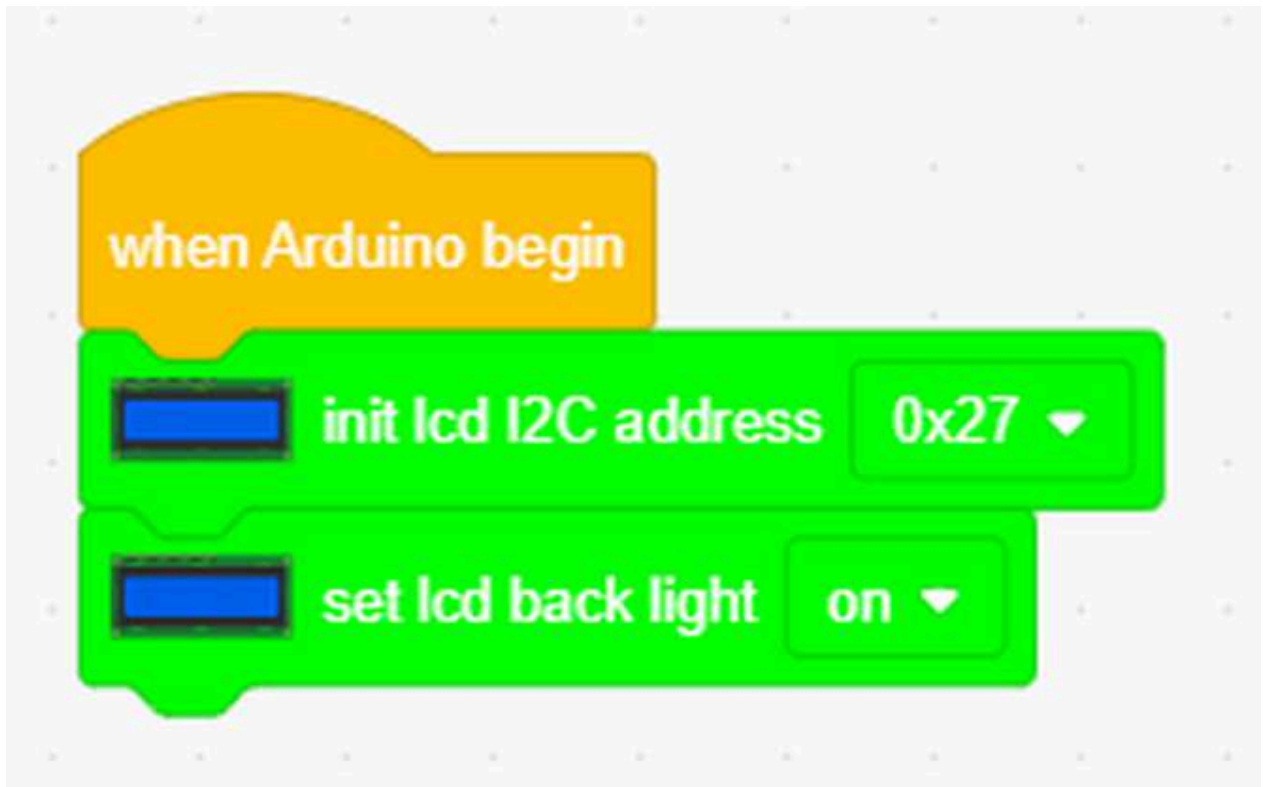 when Arduino begin
init lcd I2C address 0x27
set lcd back light on